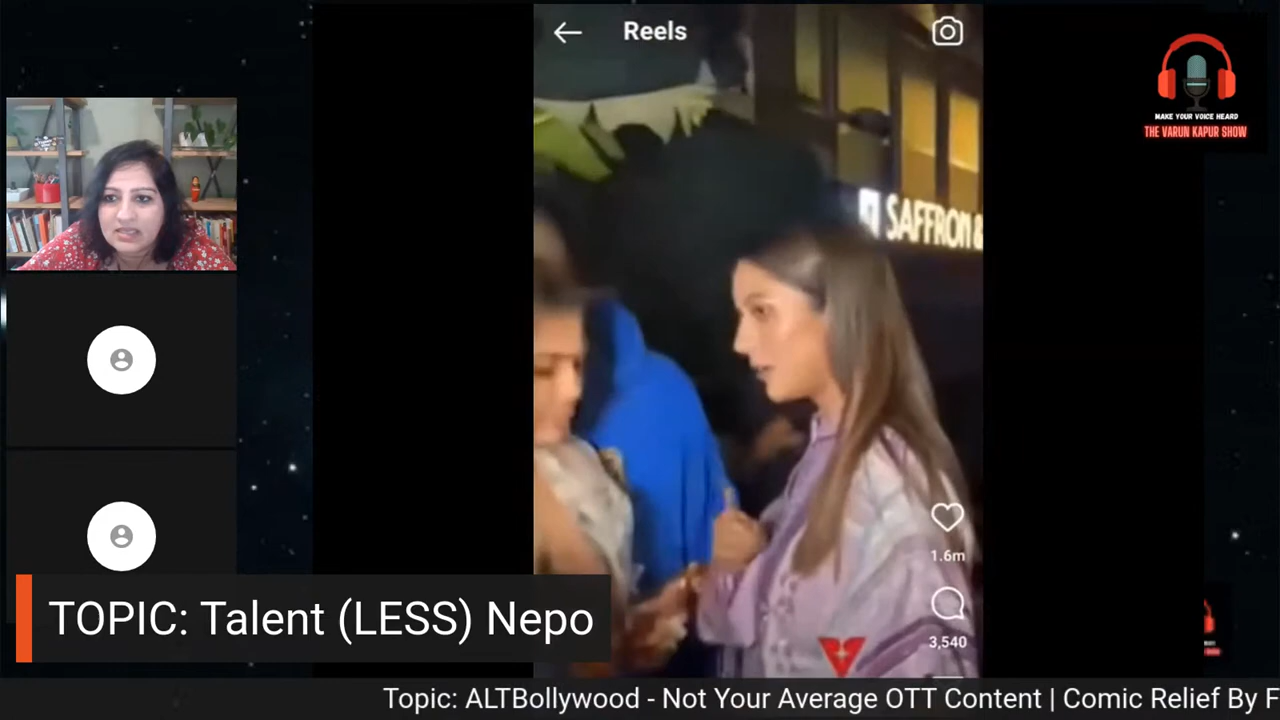 Reels
MAKE YOUR VOICE HEARD
THE VARUN KAPUR SHOW
SAFFRON &
1.6m
3,540
TOPIC: Talent (LESS) Nepo
Topic: ALTBollywood - Not Your Average OTT Content | Comic Relief By F